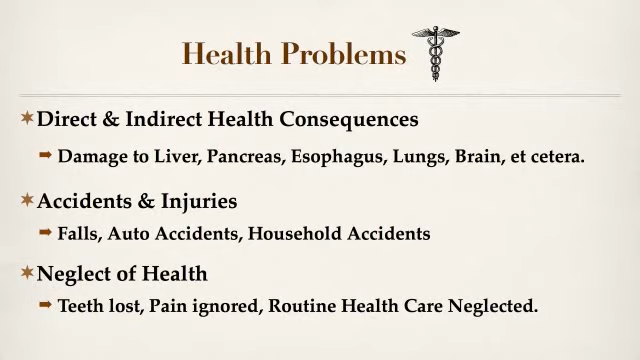 Health Problems
Direct & Indirect Health Consequences
Damage to Liver, Pancreas, Esophagus, Lungs, Brain, et cetera.
Accidents & Injuries
Falls, Auto Accidents, Household Accidents
Neglect of Health
Teeth lost, Pain ignored, Routine Health Care Neglected.